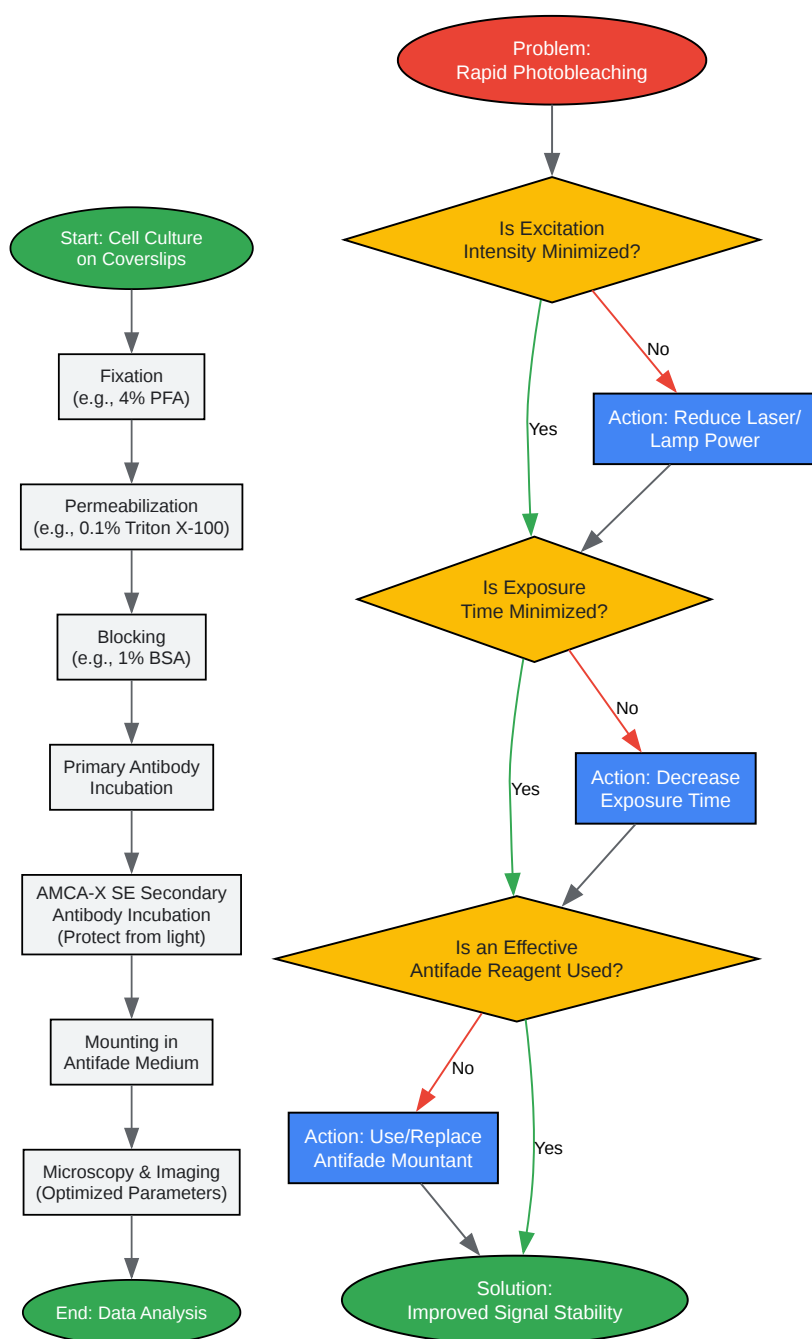 Start: Cell Culture
on Coverslips
Fixation
(e.g., 4% PFA)
Permeabilization
(e.g., 0.1% Triton X-100)
Blocking
(e.g., 1% BSA)
Primary Antibody
Incubation
AMCA-X SE Secondary
Antibody Incubation
(Protect from light)
Mounting in
Antifade Medium
Microscopy & Imaging
(Optimized Parameters)
End: Data Analysis
Problem:
Rapid Photobleaching
Is Excitation
Intensity Minimized?
No
Yes
Action: Reduce Laser/
Lamp Power
Is Exposure
Time Minimized?
No
Yes
Action: Decrease
Exposure Time
Is an Effective
Antifade Reagent Used?
No
Yes
Action: Use/Replace
Antifade Mountant
Solution:
Improved Signal Stability